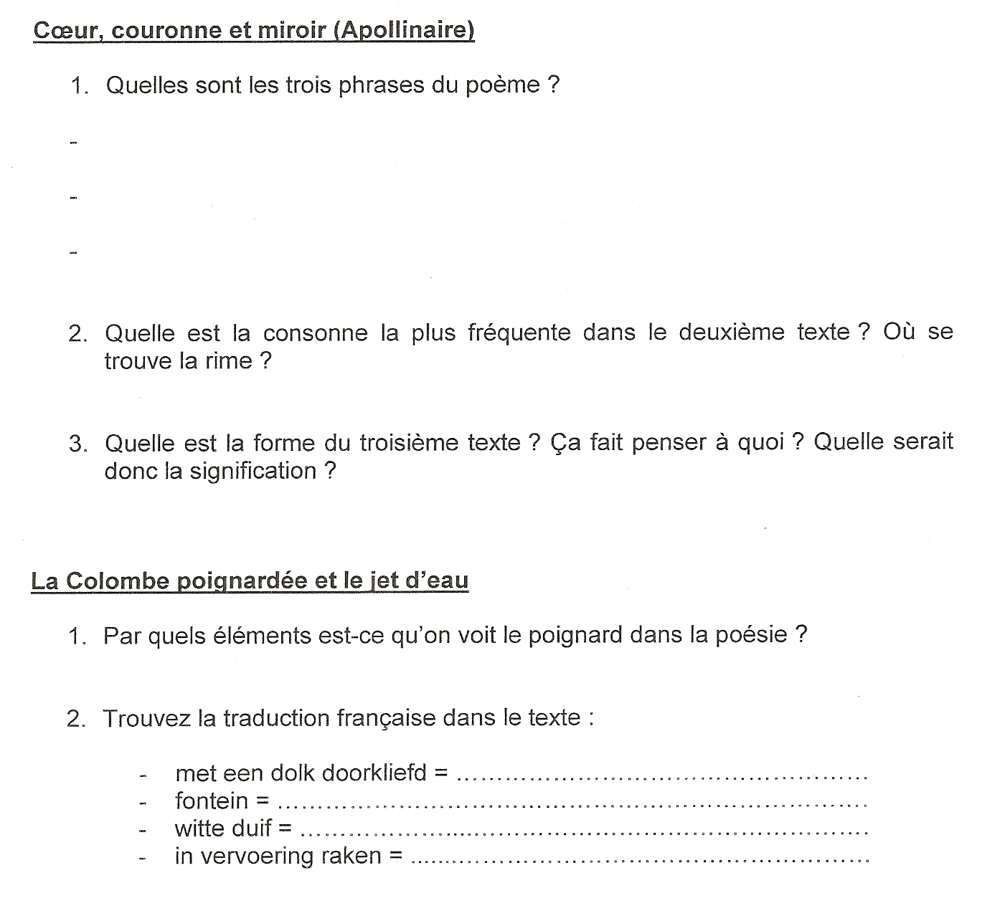 Cœur, couronne et miroir (Apollinaire)
1. Quelles sont les trois phrases du poème ?
-
-
-
2. Quelle est la consonne la plus fréquente dans le deuxième texte ? Où se
trouve la rime ?
3. Quelle est la forme du troisième texte ? Ça fait penser à quoi ? Quelle serait
donc la signification ?
La Colombe poignardée et le jet d'eau
1. Par quels éléments est-ce qu'on voit le poignard dans la poésie ?
2. Trouvez la traduction française dans le texte :
- met een dolk doorkliefd = ..........................................................
- fontein = ..........................................................
- witte duif = ..........................................................
- in vervoering raken = ..........................................................